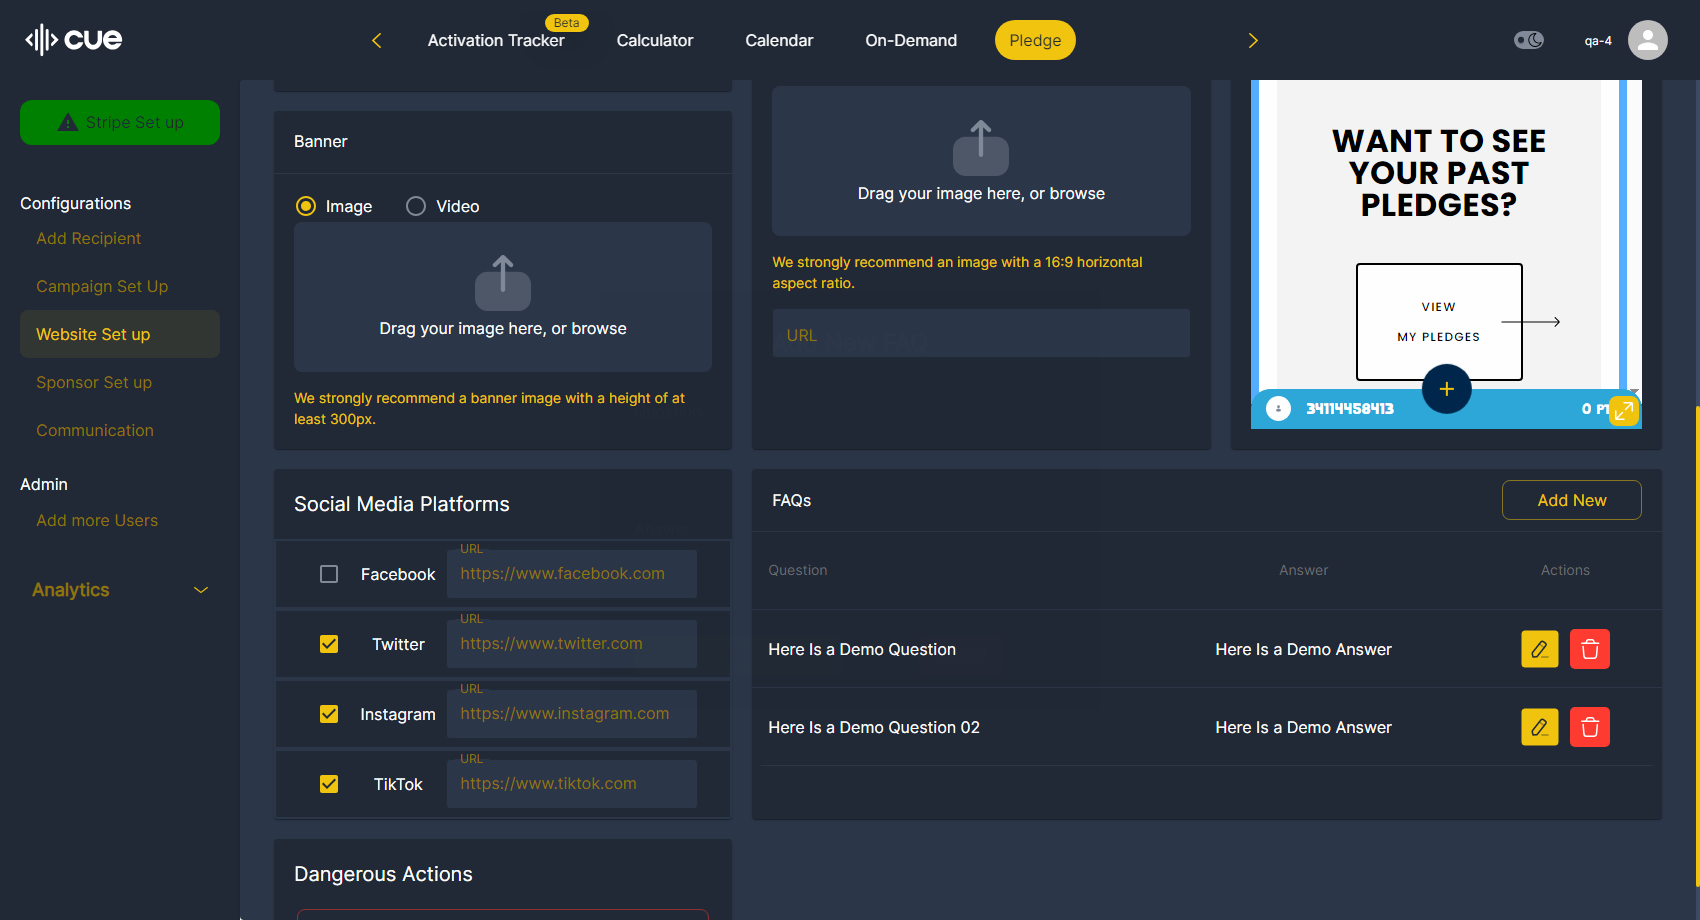 cue
Activation Tracker
Beta
Calculator
Calendar
On-Demand
Pledge
qa-4
Stripe Set up
Configurations
Add Recipient
Campaign Set Up
Website Set up
Sponsor Set up
Communication
Admin
Add more Users
Analytics
Banner
Image
Video
Drag your image here, or browse
We strongly recommend a banner image with a height of at
least 300px.
Drag your image here, or browse
We strongly recommend an image with a 16:9 horizontal
aspect ratio.
URL
WANT TO SEE
YOUR PAST
PLEDGES?
VIEW
MY PLEDGES
34114458413
0
Social Media Platforms
Facebook
URL
https://www.facebook.com
Twitter
URL
https://www.twitter.com
Instagram
URL
https://www.instagram.com
TikTok
URL
https://www.tiktok.com
FAQs
Add New
Question
Answer
Actions
Here Is a Demo Question
Here Is a Demo Answer
Here Is a Demo Question 02
Here Is a Demo Answer
Dangerous Actions